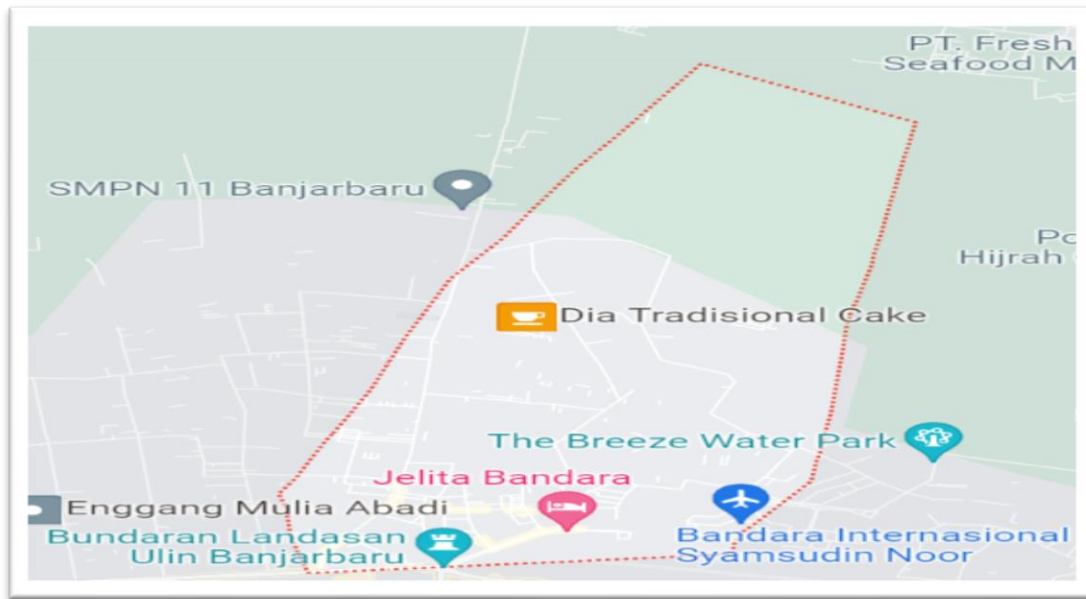 PT. Fresh
Seafood M
SMPN 11 Banjarbaru
Po
Hijrah
Dia Tradisional Cake
The Breeze Water Park
Jelita Bandara
Enggang Mulia Abadi
Bundaran Landasan
Ulin Banjarbaru
Bandara Internasional
Syamsudin Noor